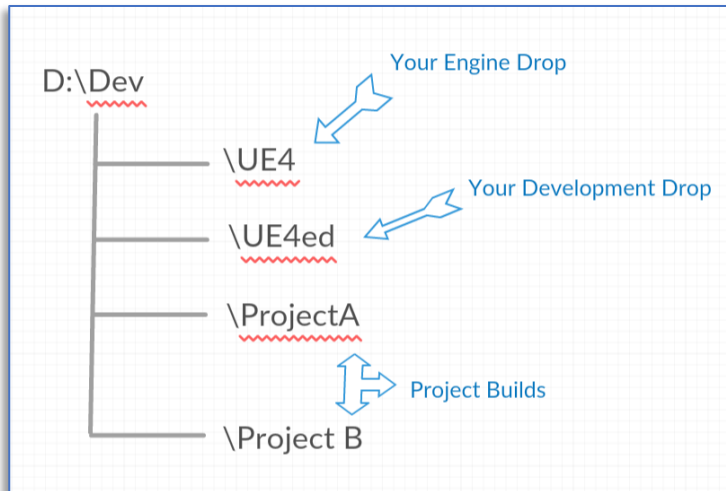 Your Engine Drop
D:\Dev
\UE4
Your Development Drop
\UE4ed
\ProjectA
Project Builds
\Project B